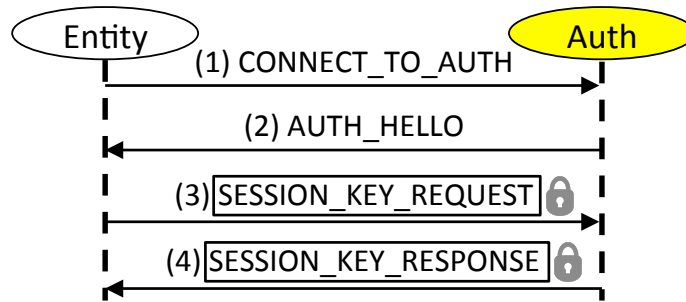 Entity
Auth
(1) CONNECT_TO_AUTH
(2) AUTH_HELLO
(3) SESSION_KEY_REQUEST
(4) SESSION_KEY_RESPONSE